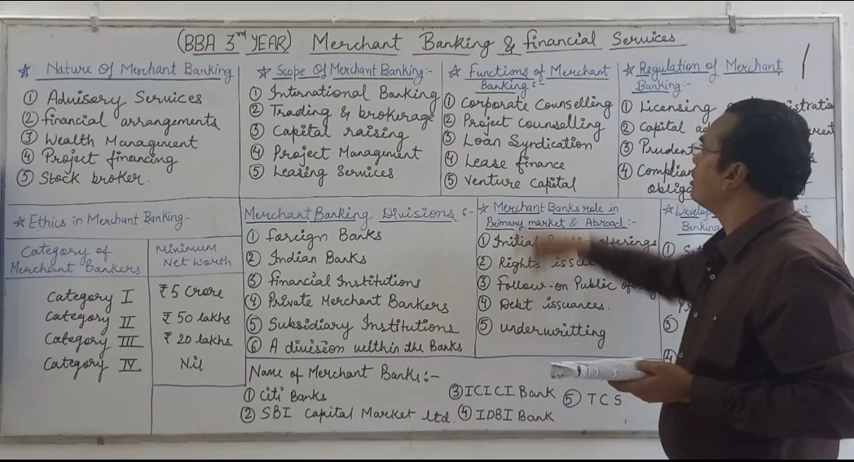 (BBA 3rd YEAR) Merchant Banking & financial Services
★ Nature Of Merchant Banking
① Advisory Services
② financial arrangements
③ Wealth Management
④ Project financing
⑤ Stock broker.
★ Scope Of Merchant Banking:-
① International Banking
② Trading & brokerage
③ Capital raising
④ Project Management
⑤ Leasing Services
★ Functions of Merchant
Banking:-
① Corporate Counselling
② Project counselling
③ Loan Syndication
④ Lease finance.
⑤ Venture Capital
★ Regulation of Merchant
Banking:-
① Licensing
② Capital
③
④
★ Ethics in Merchant Banking:-
Category of
Merchant Bankers
Minimum
Net worth
Category I ₹ 5 Crore
Category II ₹ 50 lakhs
Category III ₹ 20 lakhs
Category IV Nil
Merchant Banking Divisions:-
① foreign Banks
② Indian Banks
③ financial Institutions
④ Private Merchant Bankers
⑤ Subsidiary Institutions
⑥ A division within the Banks
★ Merchant Banks role in
Primary market & Abroad:-
① Initial offerings
② Rights
③ Follow-on Public
④ Debt issuances.
⑤ underwritting
Banking
①
③
④
Name of Merchant Banks:-
① Citi Banks
② SBI Capital Market ltd.
③ ICICI Bank
④ IDBI Bank
⑤ TCS